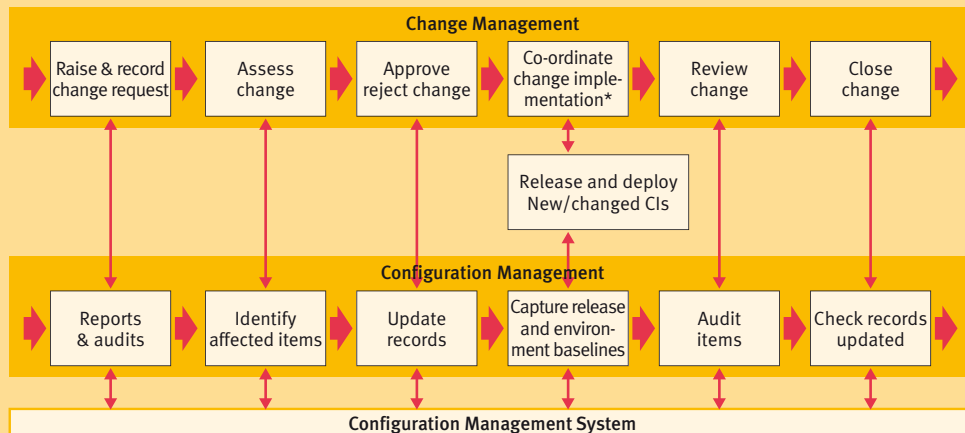 Change Management
Raise & record
change request
Assess
change
Approve
reject change
Co-ordinate
change imple-
mentation*
Review
change
Close
change
Release and deploy
New/changed CIs
Configuration Management
Reports
& audits
Identify
affected items
Update
records
Capture release
and environ-
ment baselines
Audit
items
Check records
updated
Configuration Management System